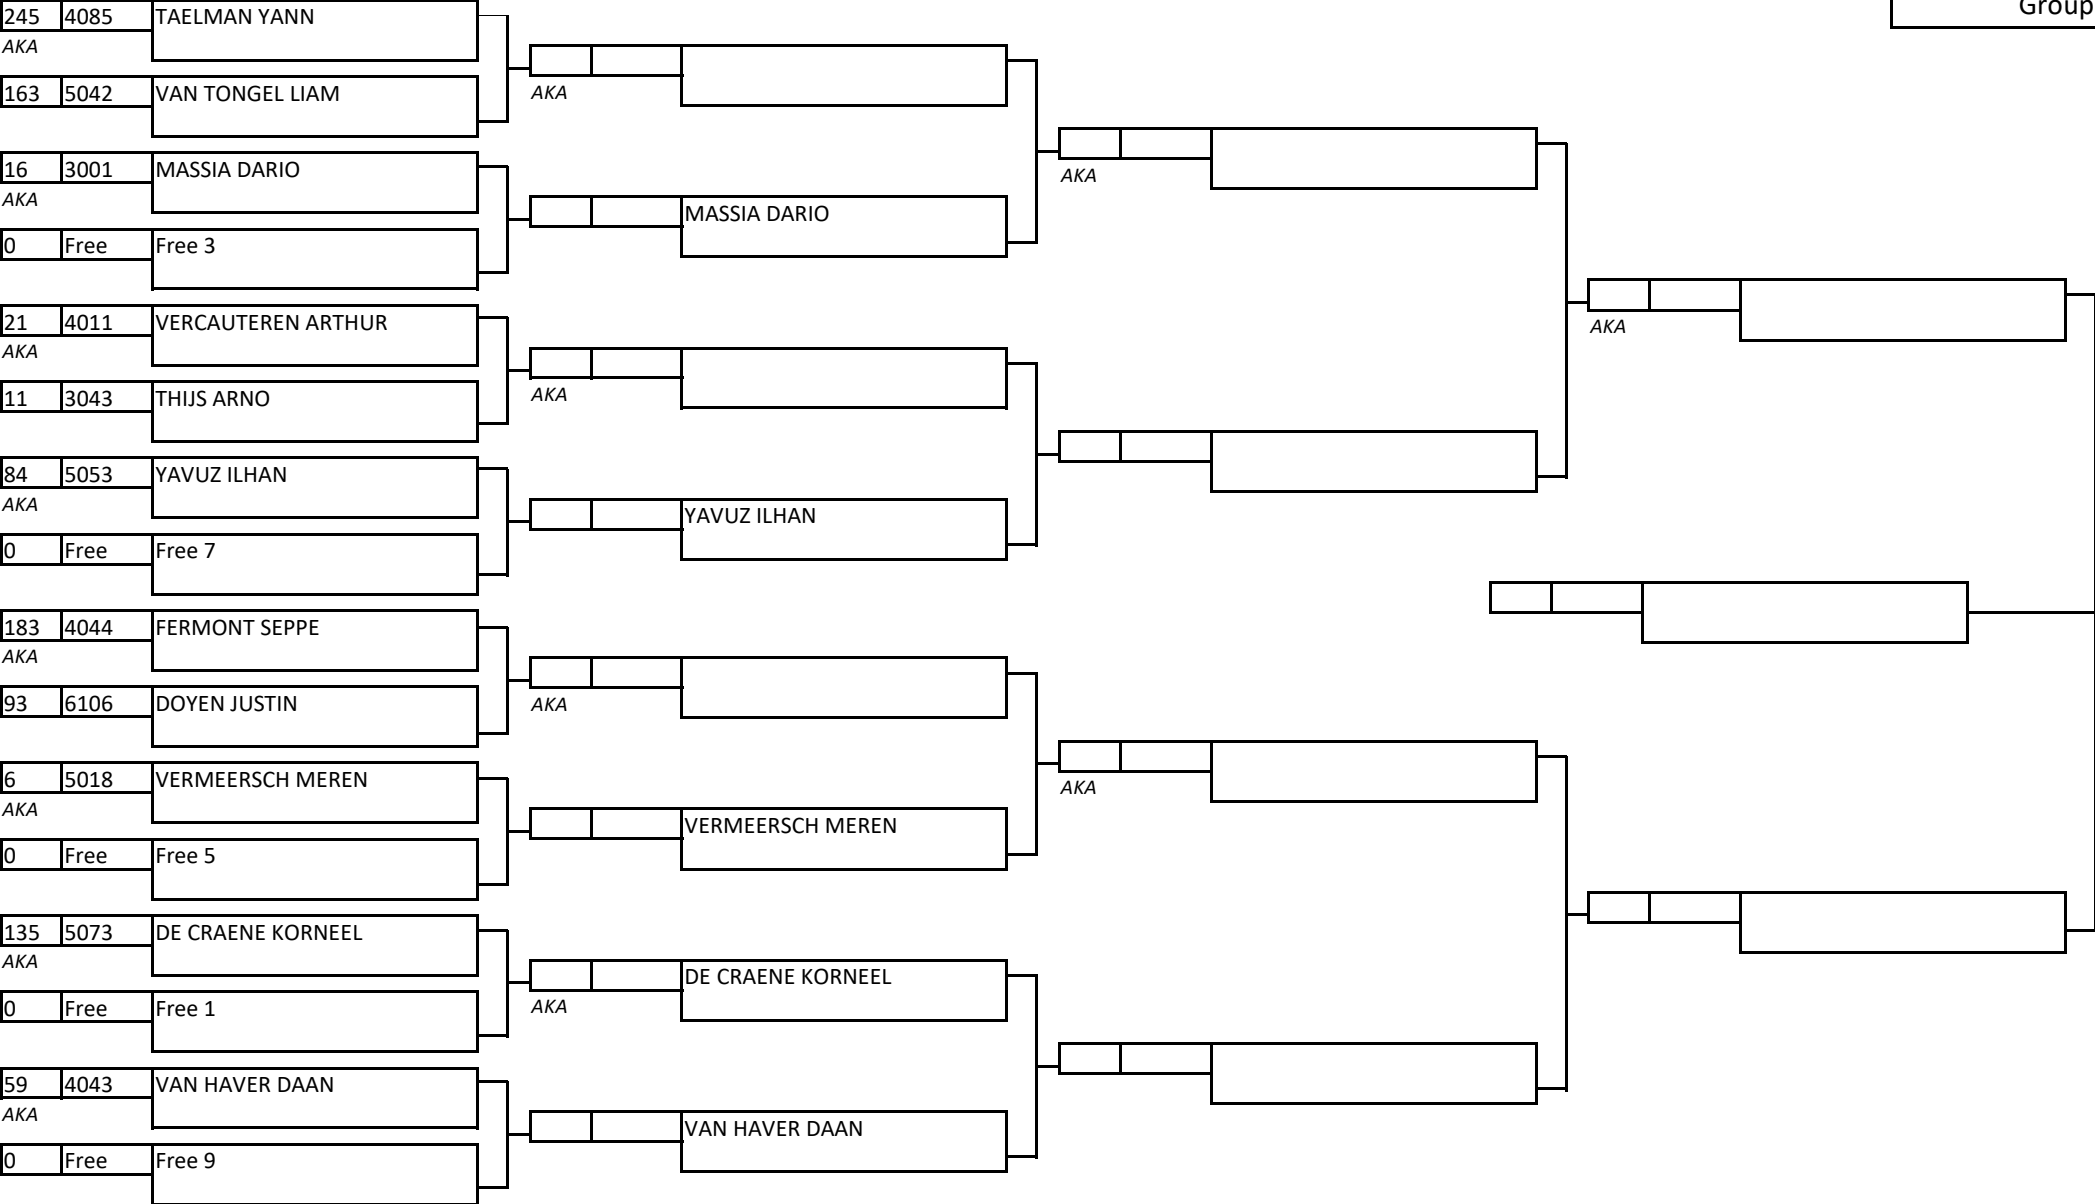 Group
245 4085 TAELMAN YANN
AKA
AKA
163 5042 VAN TONGEL LIAM
16 3001 MASSIA DARIO
AKA
AKA
MASSIA DARIO
0 Free Free 3
21 4011 VERCAUTEREN ARTHUR
AKA
AKA
11 3043 THIJS ARNO
AKA
84 5053 YAVUZ ILHAN
AKA
YAVUZ ILHAN
0 Free Free 7
183 4044 FERMONT SEPPE
AKA
93 6106 DOYEN JUSTIN
AKA
6 5018 VERMEERSCH MEREN
AKA
AKA
VERMEERSCH MEREN
0 Free Free 5
135 5073 DE CRAENE KORNEEL
AKA
DE CRAENE KORNEEL
0 Free Free 1
AKA
59 4043 VAN HAVER DAAN
AKA
VAN HAVER DAAN
0 Free Free 9